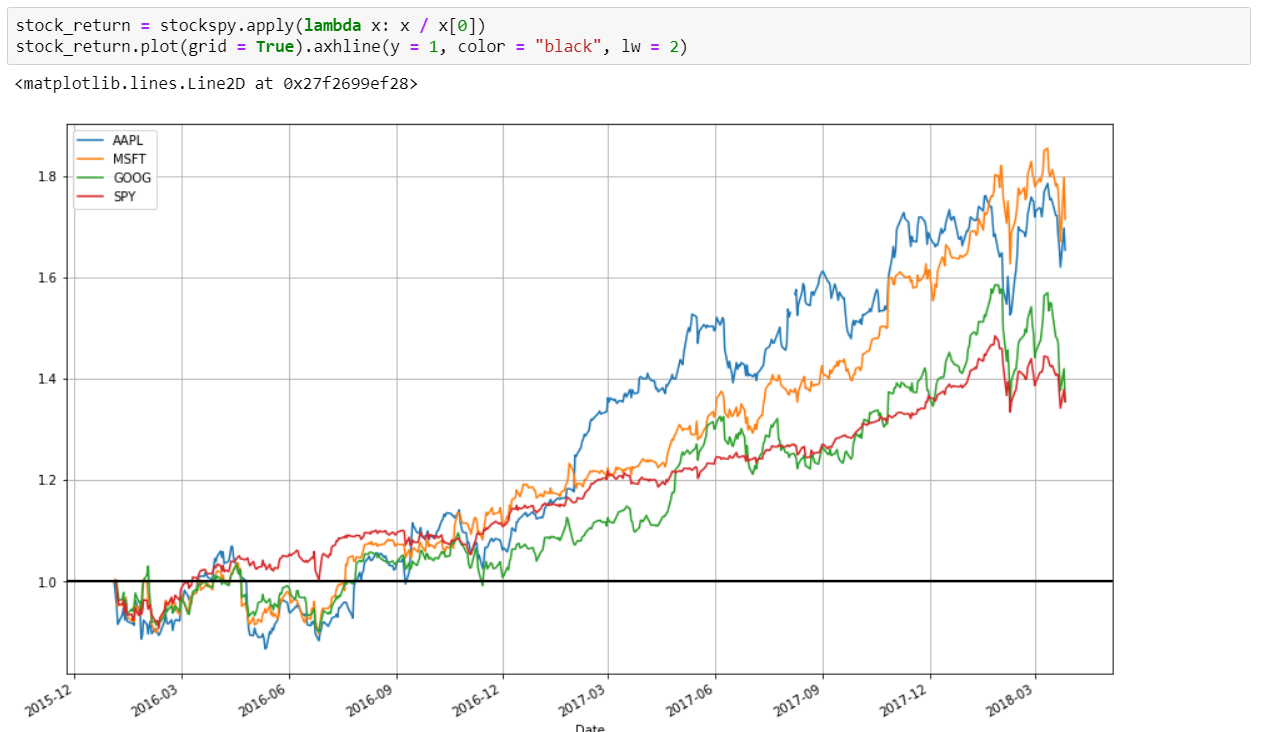 stock_return = stockspy.apply(lambda x: x / x[0])
stock_return.plot(grid = True).axhline(y = 1, color = "black", lw = 2)
<matplotlib.lines.Line2D at 0x27f2699ef28>
AAPL
MSFT
GOOG
SPY
1.8
1.6
1.4
1.2
1.0
2015-12 2016-03 2016-06 2016-09 2016-12 2017-03 2017-06 2017-09 2017-12 2018-03
Date